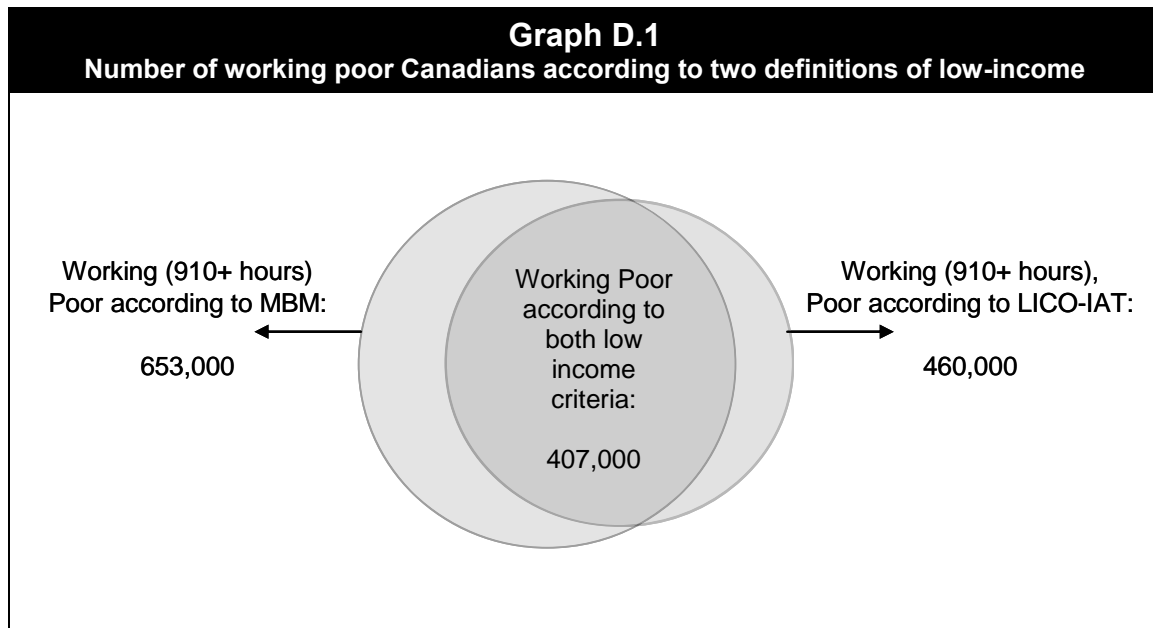 Graph D.1
Number of working poor Canadians according to two definitions of low-income
Working (910+ hours)
Poor according to MBM:
653,000
Working Poor
according to
both low
income
criteria:
407,000
Working (910+ hours),
Poor according to LICO-IAT:
460,000